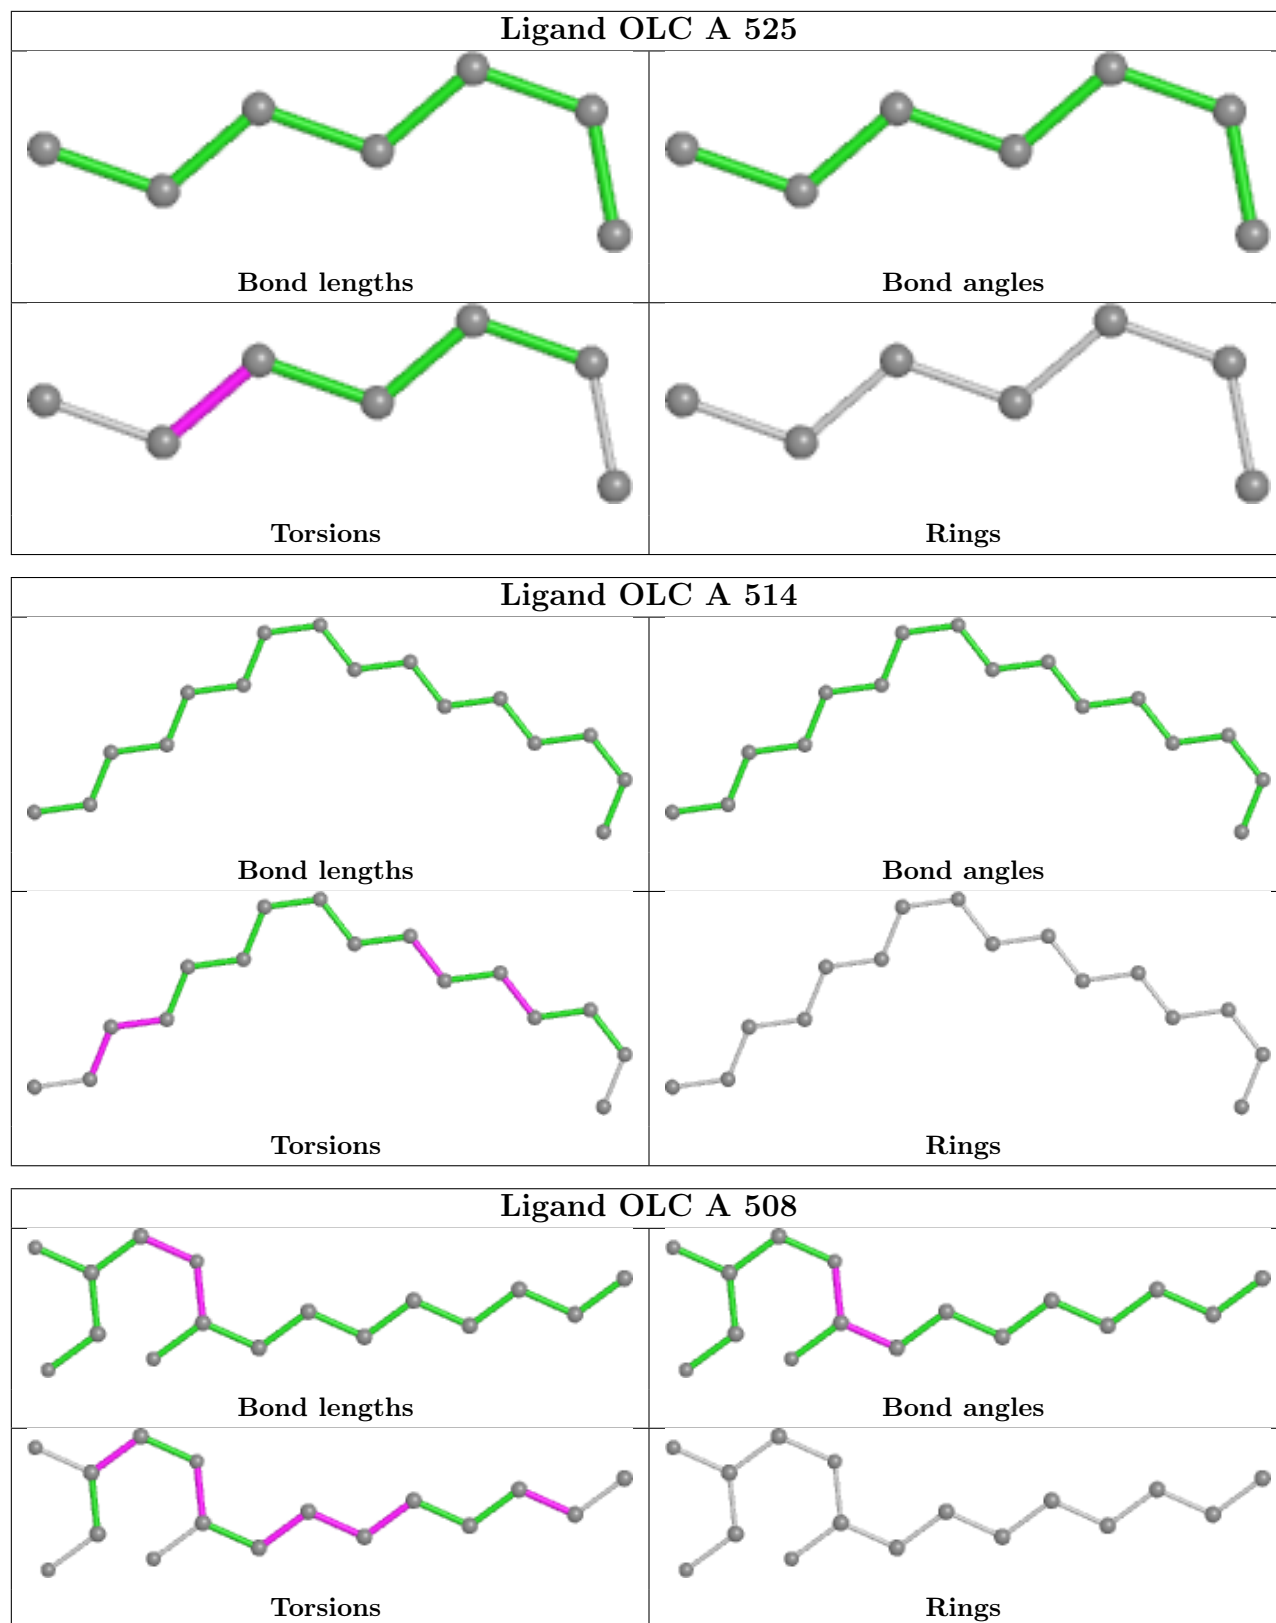 Ligand OLC A 525
Bond lengths
Bond angles
Torsions
Rings
Ligand OLC A 514
Bond lengths
Bond angles
Torsions
Rings
Ligand OLC A 508
Bond lengths
Bond angles
Torsions
Rings